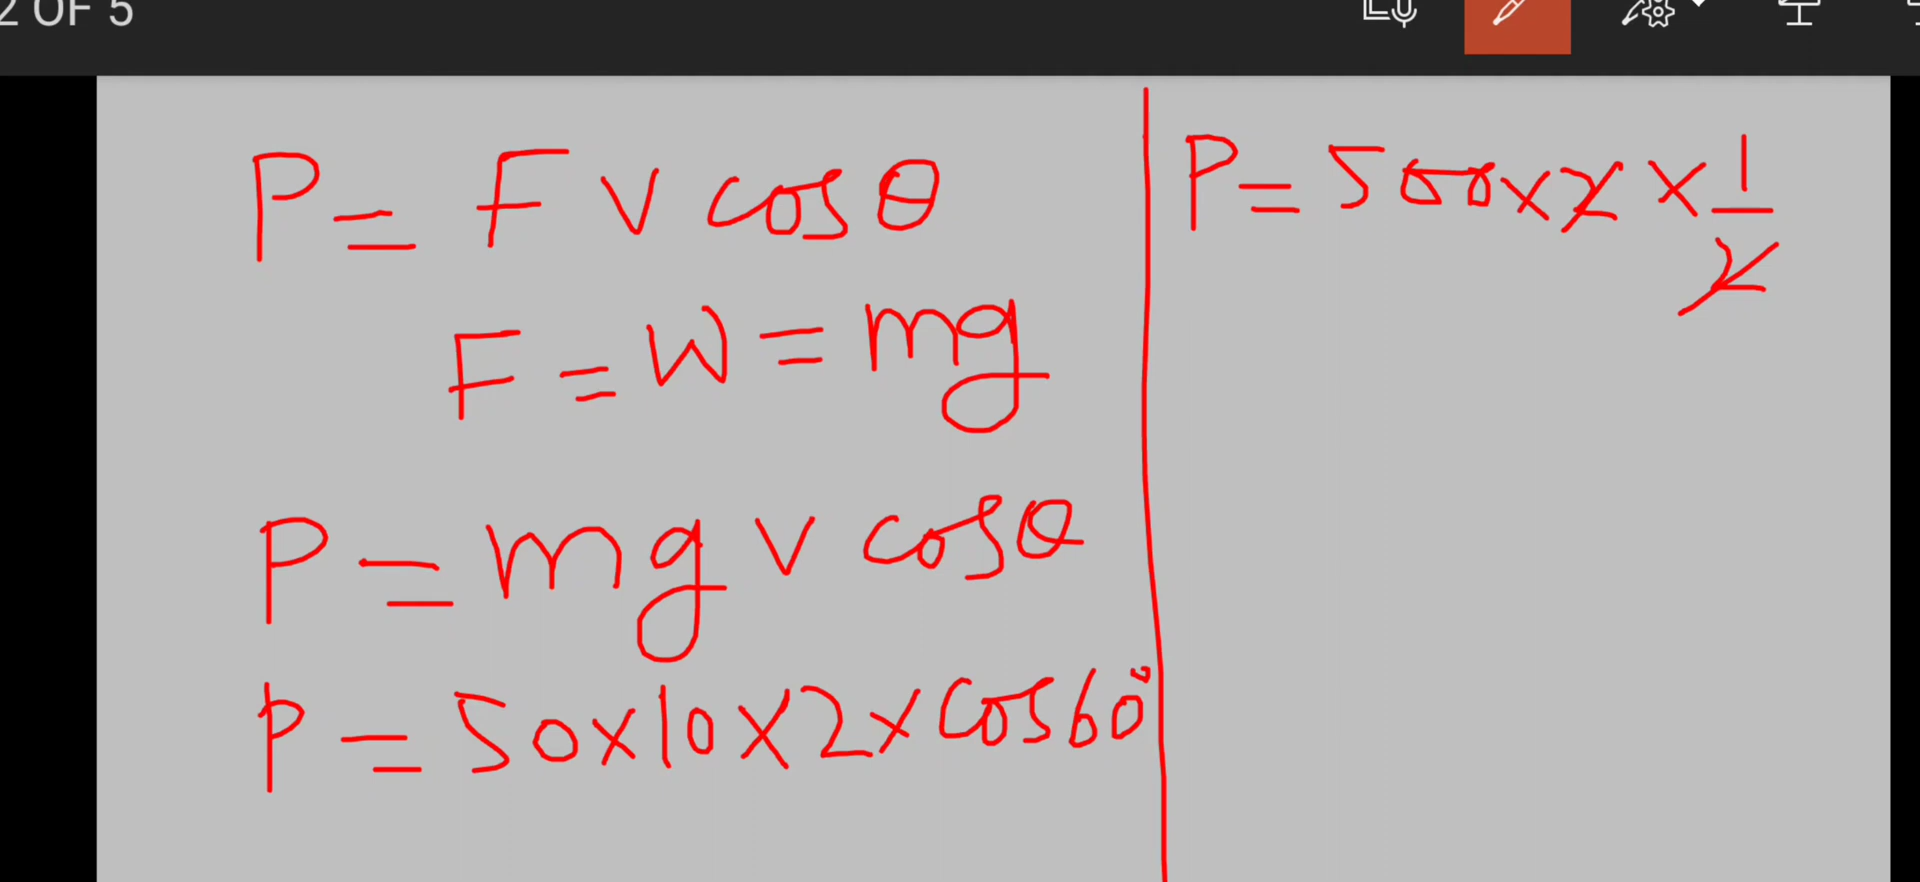 2 OF 5
P = F v cosθ
F = W = mg
P = mg v cosθ
P = 50×10×2×cos60°
P = 500×2×1/2